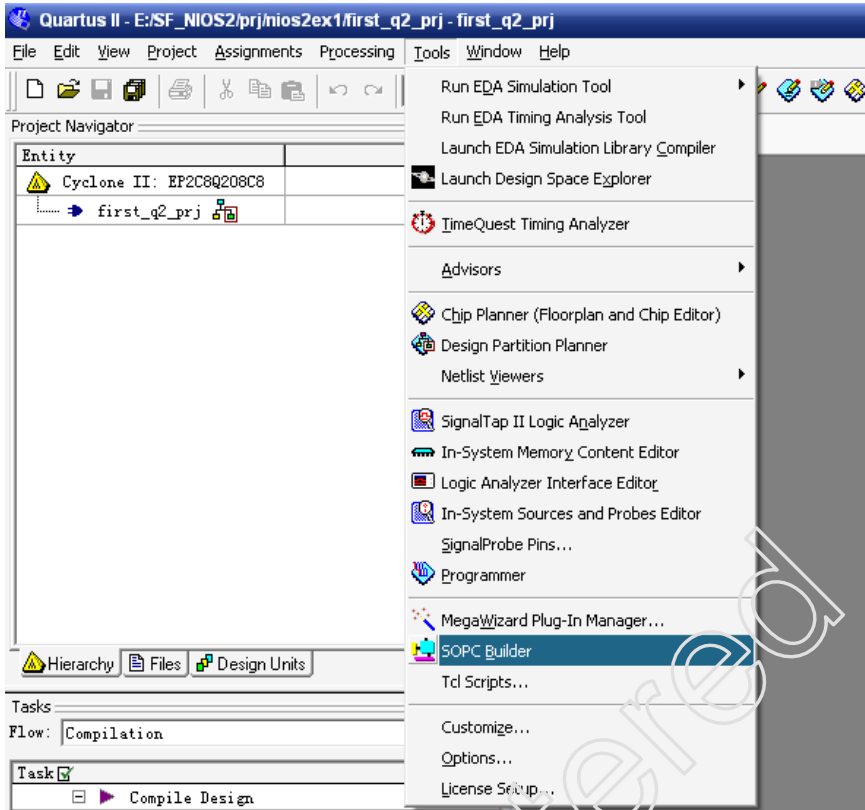 Quartus II - E:/SF_NIOS2/prj/nios2ex1/first_q2_prj - first_q2_prj
File Edit View Project Assignments Processing Tools Window Help
Project Navigator
Entity
Cyclone II: EP2C8Q208C8
first_q2_prj
Hierarchy Files Design Units
Tasks
Flow: Compilation
Task
Compile Design
Run EDA Simulation Tool
Run EDA Timing Analysis Tool
Launch EDA Simulation Library Compiler
Launch Design Space Explorer
TimeQuest Timing Analyzer
Advisors
Chip Planner (Floorplan and Chip Editor)
Design Partition Planner
Netlist Viewers
SignalTap II Logic Analyzer
In-System Memory Content Editor
Logic Analyzer Interface Editor
In-System Sources and Probes Editor
SignalProbe Pins...
Programmer
MegaWizard Plug-In Manager...
SOPC Builder
Tcl Scripts...
Customize...
Options...
License Setup...